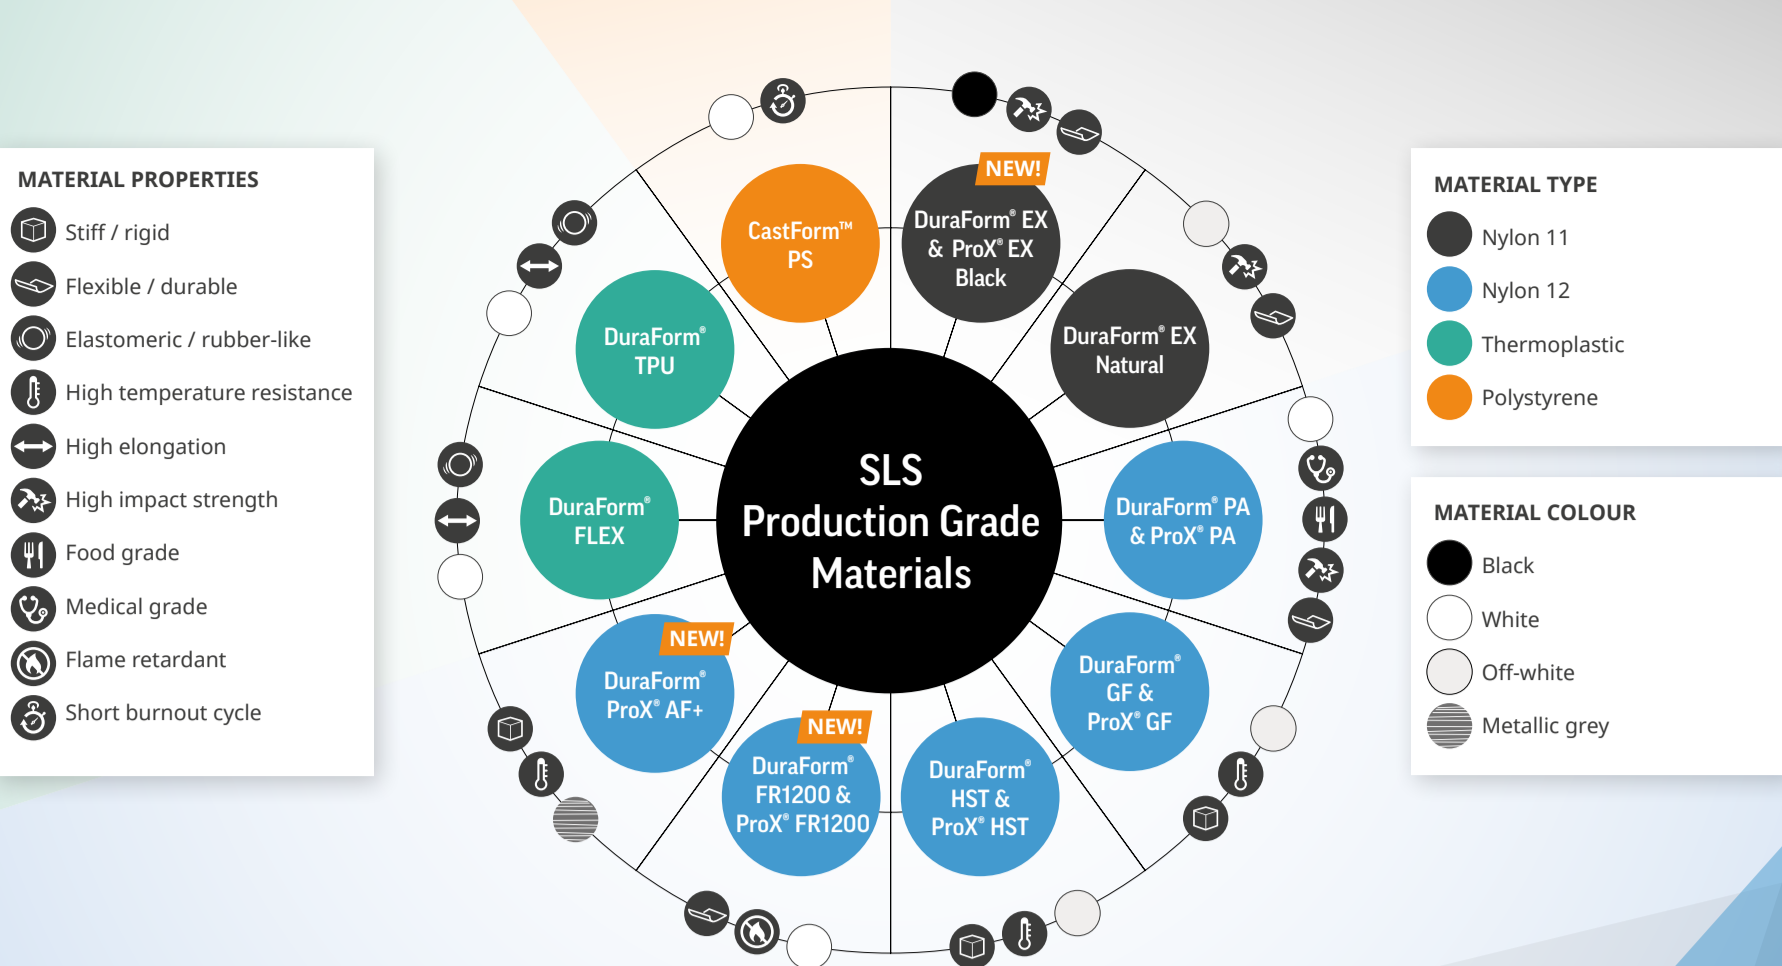 MATERIAL PROPERTIES
Stiff / rigid
Flexible / durable
Elastomeric / rubber-like
High temperature resistance
High elongation
High impact strength
Food grade
Medical grade
Flame retardant
Short burnout cycle
CastForm™
PS
NEW!
DuraForm® EX
& ProX® EX
Black
DuraForm® EX
Natural
DuraForm® PA
& ProX® PA
DuraForm®
GF &
ProX® GF
DuraForm®
HST &
ProX® HST
NEW!
DuraForm®
FR1200 &
ProX® FR1200
NEW!
DuraForm®
ProX® AF+
DuraForm®
FLEX
DuraForm®
TPU
SLS
Production Grade
Materials
MATERIAL TYPE
Nylon 11
Nylon 12
Thermoplastic
Polystyrene
MATERIAL COLOUR
Black
White
Off-white
Metallic grey